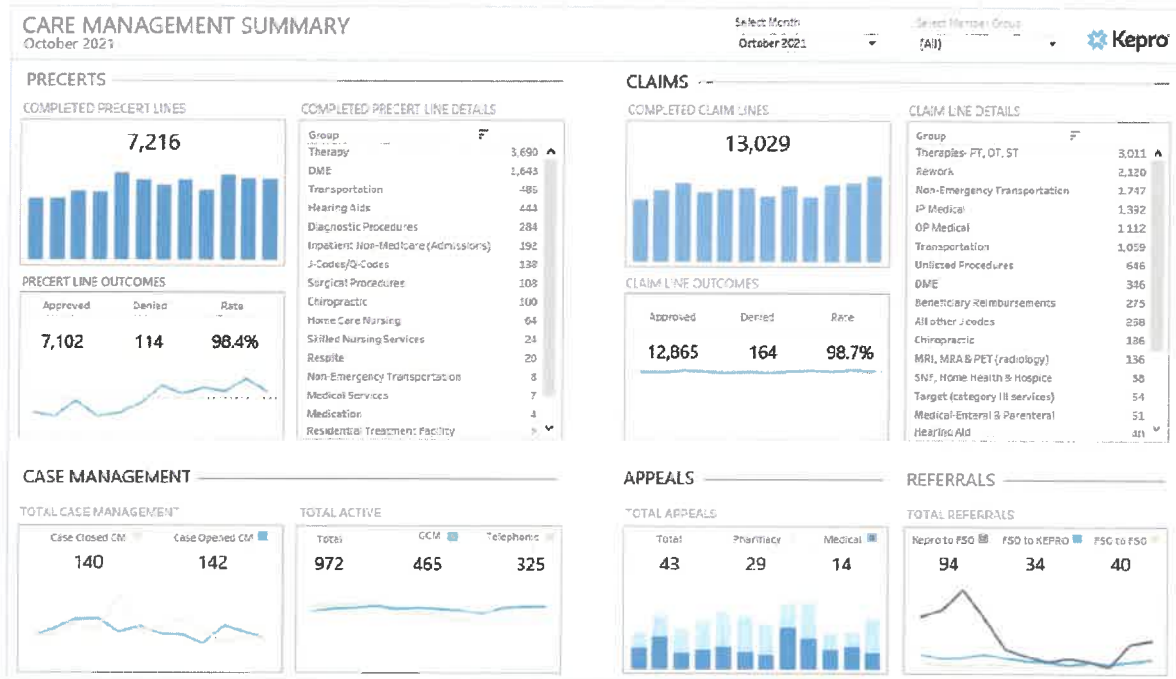 CARE MANAGEMENT SUMMARY
October 2021
Select Month
October 2021
Select Member Group
(All)
Kepro
PRECERTS
COMPLETED PRECERT LINES
7,216
COMPLETED PRECERT LINE DETAILS
Group
Therapy 3,690
DME 1,643
Transportation 485
Hearing Aids 444
Diagnostic Procedures 284
Inpatient Non-Medicare (Admissions) 192
J-Codes/Q-Codes 138
Surgical Procedures 108
Chiropractic 100
Home Care Nursing 64
Skilled Nursing Services 24
Respite 20
Non-Emergency Transportation 8
Medical Services 7
Medication 4
Residential Treatment Facility
PRECERT LINE OUTCOMES
Approved Denied Rate
7,102 114 98.4%
CLAIMS
COMPLETED CLAIM LINES
13,029
CLAIM LINE DETAILS
Group
Therapies- PT, OT, ST 3,011
Rework 2,120
Non-Emergency Transportation 1,747
IP Medical 1,392
OP Medical 1,112
Transportation 1,059
Unlisted Procedures 646
DME 346
Beneficiary Reimbursements 275
All other J codes 258
Chiropractic 186
MRI, MRA & PET (radiology) 136
SNF, Home Health & Hospice
Target (category III services) 54
Medical-Enteral & Parenteral 51
Hearing Aid 40
CLAIM LINE OUTCOMES
Approved Denied Rate
12,865 164 98.7%
CASE MANAGEMENT
TOTAL CASE MANAGEMENT
Case Closed CM Case Opened CM
140 142
TOTAL ACTIVE
Total GCM Telephonic
972 465 325
APPEALS
TOTAL APPEALS
Total Pharmacy Medical
43 29 14
REFERRALS
TOTAL REFERRALS
Kepro to FSO FSO to KEPRO FSO to FSO
94 34 40